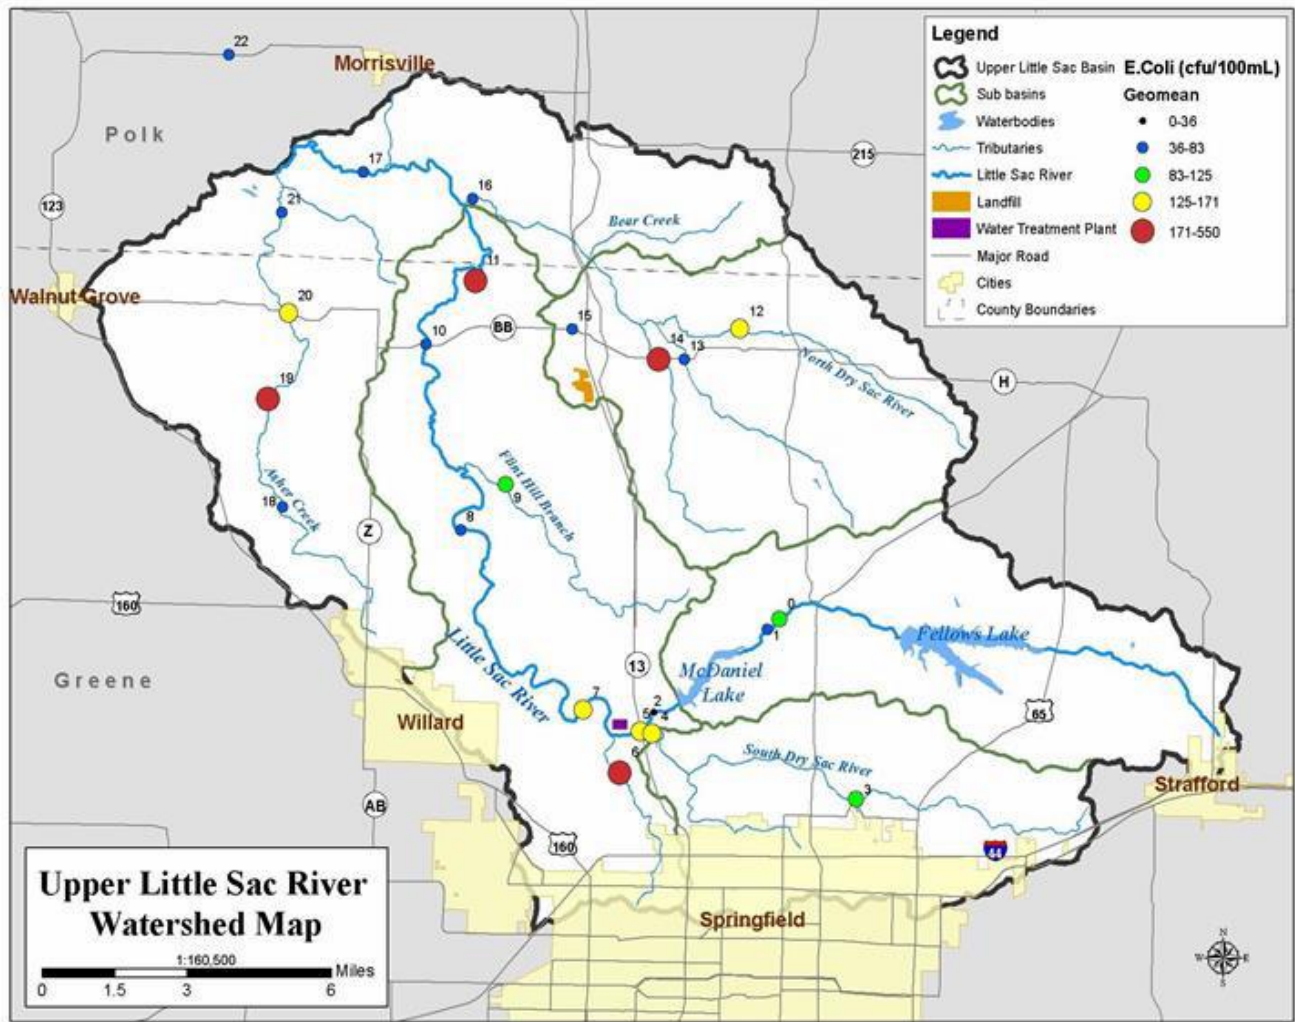 22
Morrisville
Polk
215
123
17
16
21
Bear Creek
11
Walnut Grove
20
10
BB
15
12
14
13
North Dry Sac River
H
19
Flint Hill Branch
9
Asher Creek
18
8
Z
160
0
1
Fellows Lake
Little Sac River
13
McDaniel
Lake
Greene
7
2
5
4
65
Willard
6
South Dry Sac River
3
Strafford
AB
160
44
Springfield
Legend
Upper Little Sac Basin
Sub basins
Waterbodies
Tributaries
Little Sac River
Landfill
Water Treatment Plant
Major Road
Cities
County Boundaries
E.Coli (cfu/100mL)
Geomean
0-36
36-83
83-125
125-171
171-550
Upper Little Sac River
Watershed Map
1:160,500
Miles
0 1.5 3 6
N
W E
S